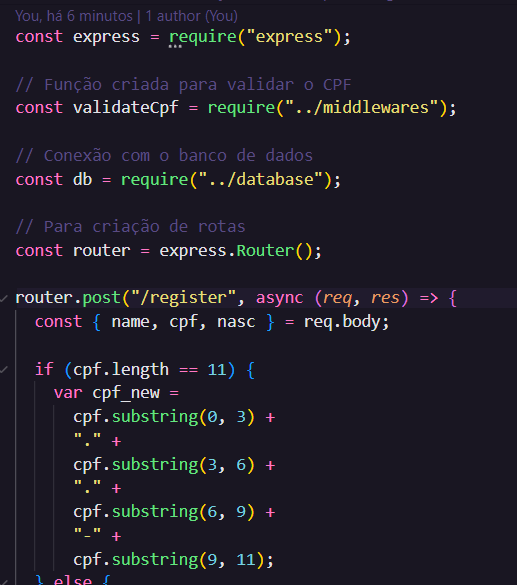 You, há 6 minutos | 1 author (You)
const express = require("express");
// Função criada para validar o CPF
const validateCpf = require("../middlewares");
// Conexão com o banco de dados
const db = require("../database");
// Para criação de rotas
const router = express.Router();
router.post("/register", async (req, res) => {
const { name, cpf, nasc } = req.body;
if (cpf.length == 11) {
var cpf_new =
cpf.substring(0, 3) +
"." +
cpf.substring(3, 6) +
"." +
cpf.substring(6, 9) +
"-" +
cpf.substring(9, 11);
} else {